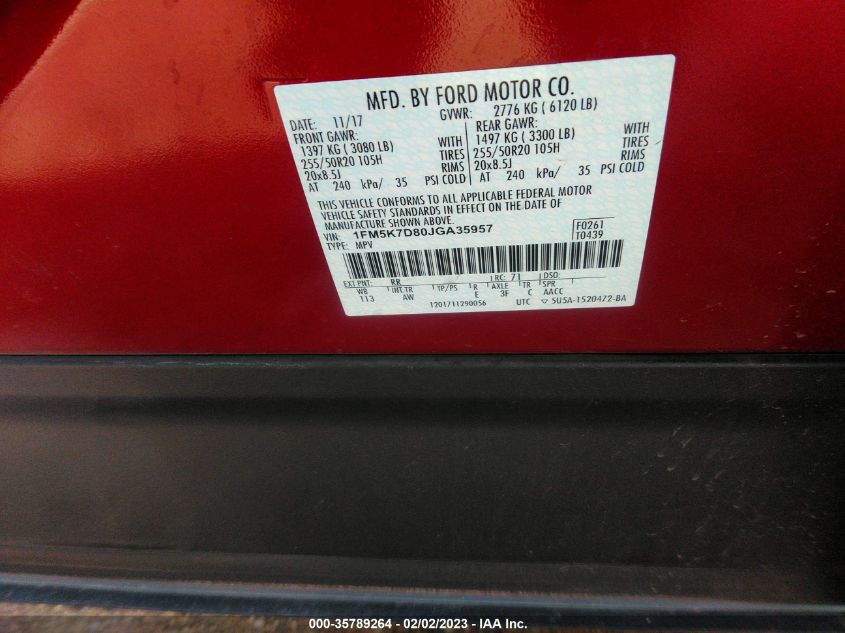 MFD. BY FORD MOTOR CO.
DATE: 11/17 GVWR: 2776 KG ( 6120 LB)
FRONT GAWR: REAR GAWR:
1397 KG ( 3080 LB) WITH 1497 KG ( 3300 LB) WITH
255/50R20 105H TIRES 255/50R20 105H TIRES
20x8.5J RIMS 20x8.5J RIMS
AT 240 kPa/ 35 PSI COLD AT 240 kPa/ 35 PSI COLD
THIS VEHICLE CONFORMS TO ALL APPLICABLE FEDERAL MOTOR
VEHICLE SAFETY STANDARDS IN EFFECT ON THE DATE OF
MANUFACTURE SHOWN ABOVE.
VIN: 1FM5K7D80JGA35957 F0261
TYPE: MPV T0439
EXT PNT: RR RC: 71 DSO:
WB INT TR TP/PS R AXLE TR SPR
113 AW E 3F C AACC
1201711290056 UTC ▽ 5U5A-1520472-BA
000-35789264 - 02/02/2023 - © IAA Inc.